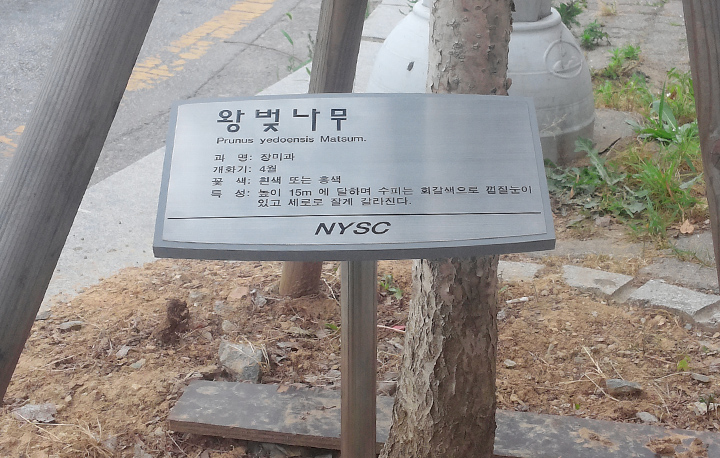 왕벚나무
Prunus yedoensis Matsum.
과 명: 장미과
개화기: 4월
꽃 색: 흰색 또는 홍색
특 성: 높이 15m 에 달하며 수피는 회갈색으로 껍질눈이
있고 세로로 짧게 갈라진다.
NYSC